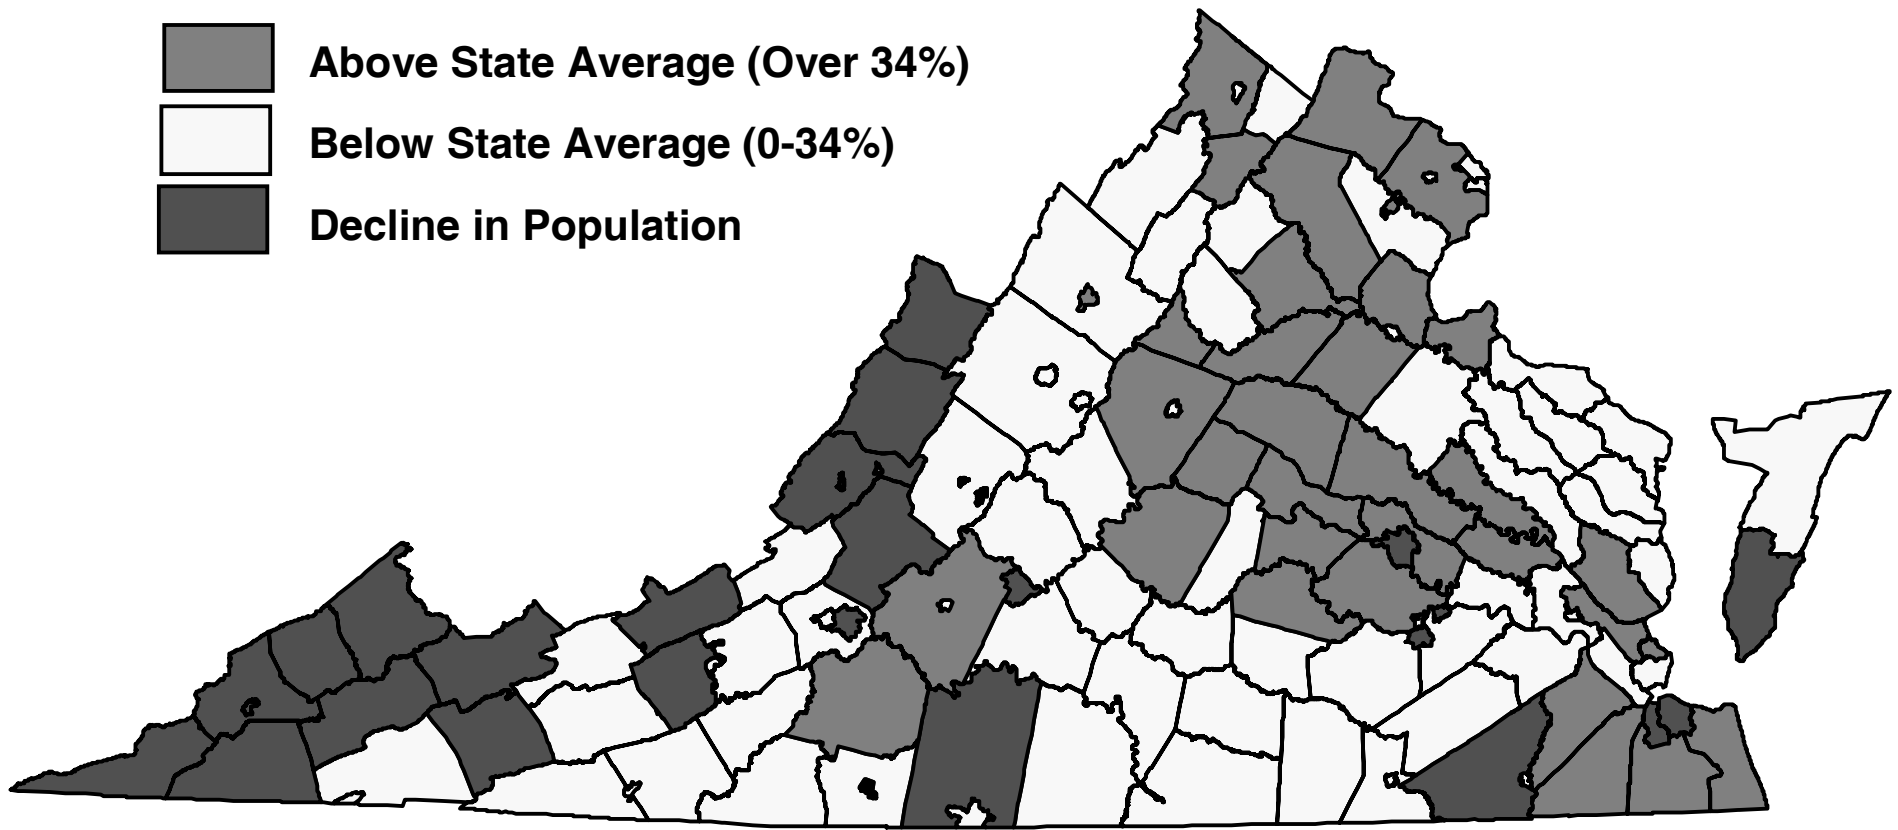 Above State Average (Over 34%)
Below State Average (0-34%)
Decline in Population